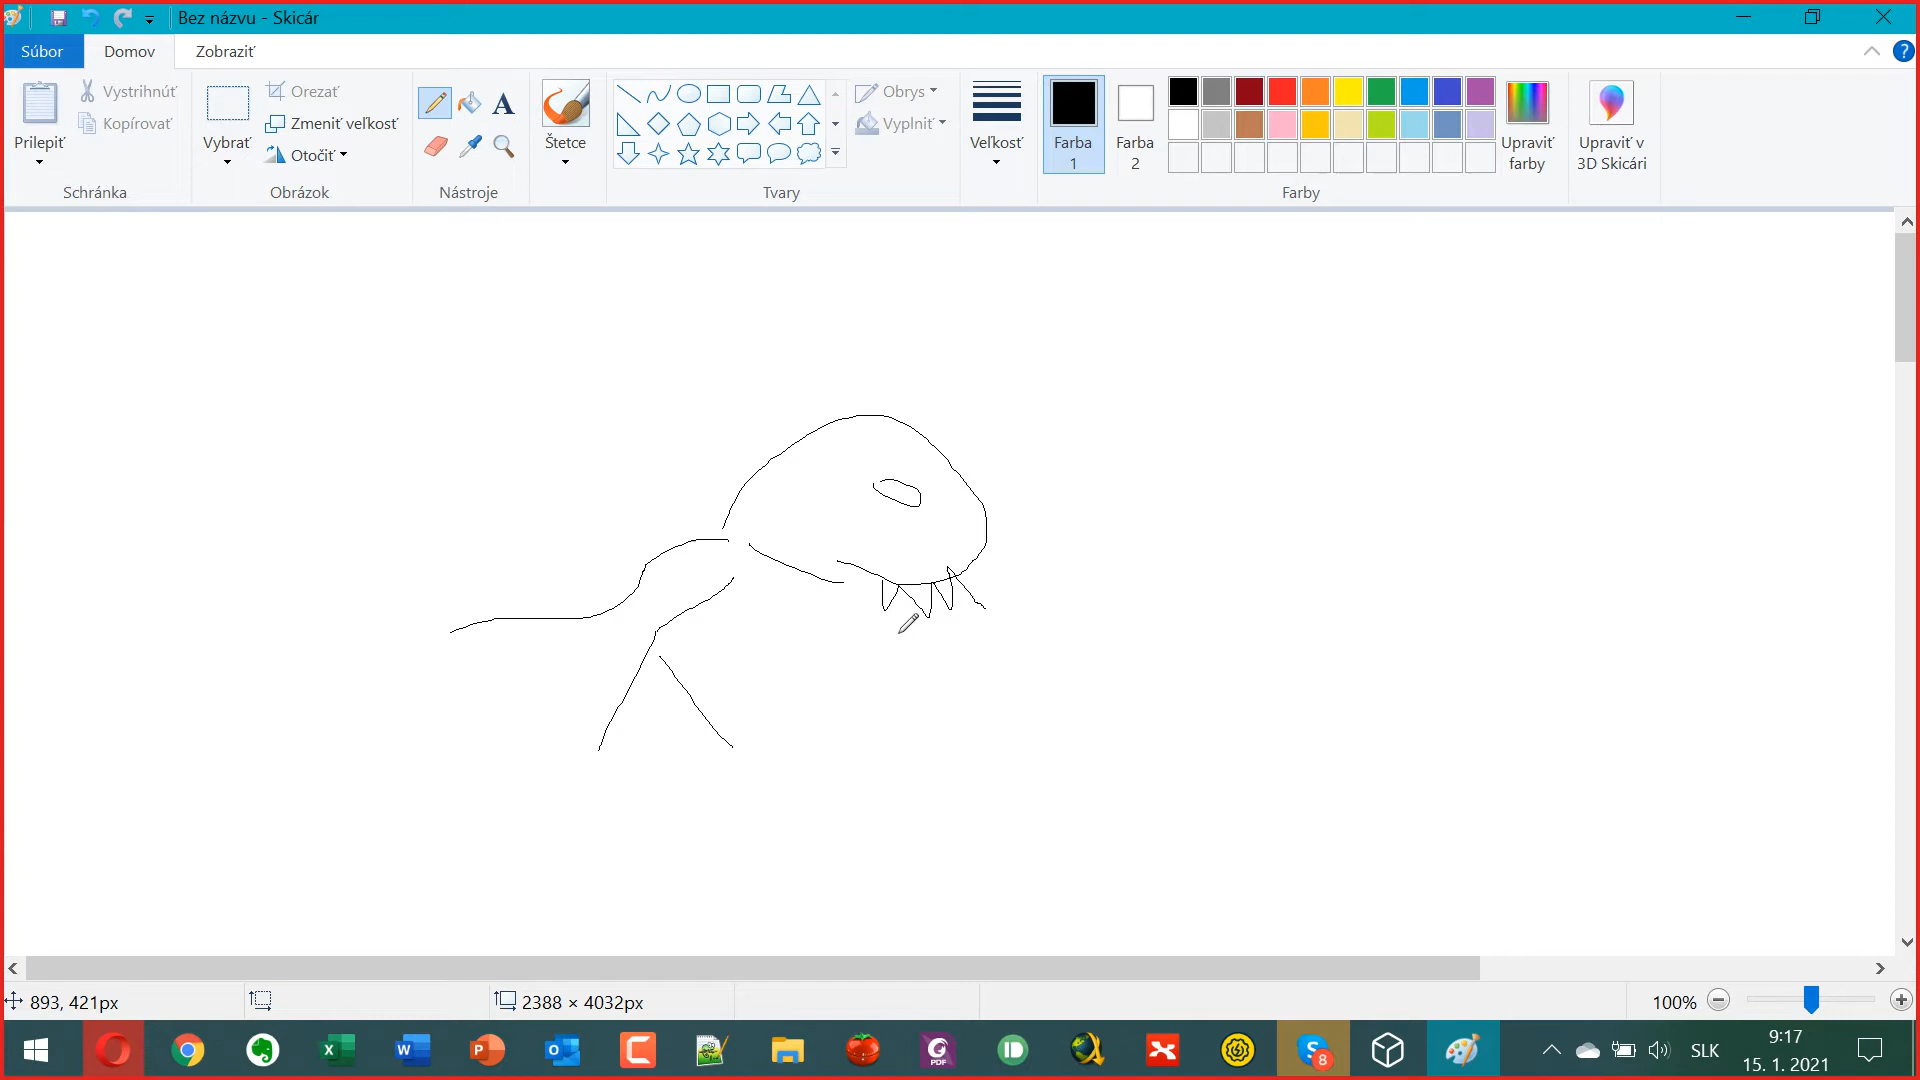 Bez názvu - Skicár
Súbor
Domov
Zobraziť
?
Prilepiť
Vystrihnúť
Kopírovať
Schránka
Vybrať
Orezať
Zmeniť veľkosť
Otočiť
Obrázok
A
Nástroje
Štetce
Tvary
Obrys
Vyplniť
Veľkosť
Farba
1
Farba
2
Farby
Upraviť
farby
Upraviť v
3D Skicári
893, 421px
2388 × 4032px
100%
X
W
P
O
C
PDF
S
8
SLK
9:17
15. 1. 2021